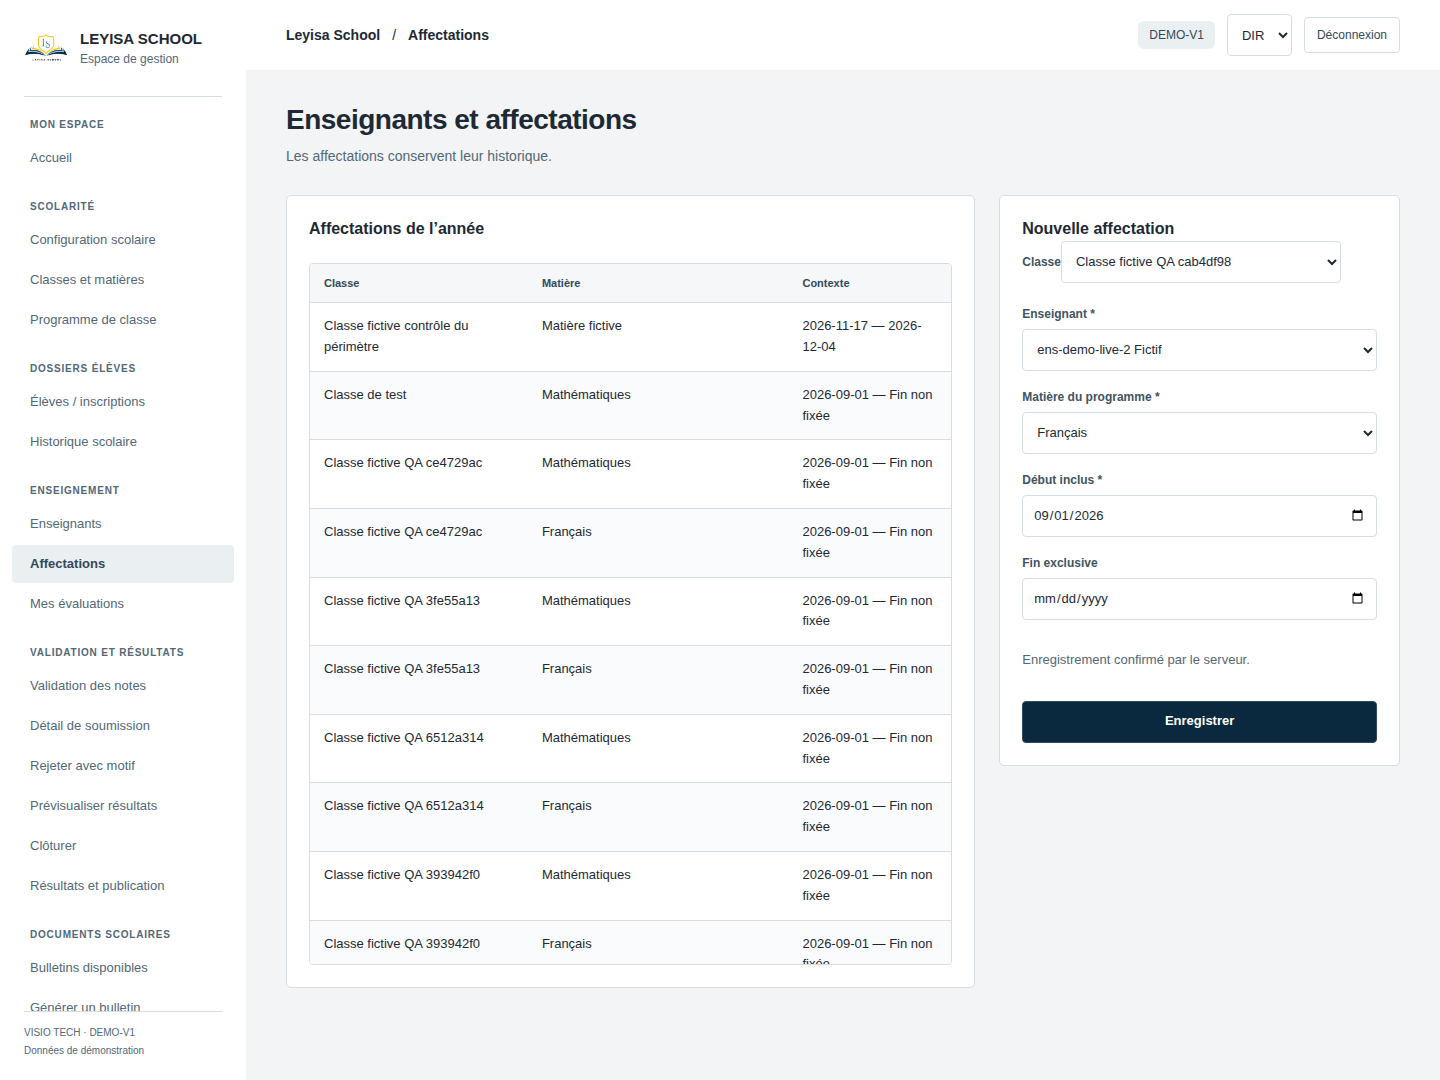 LEYISA SCHOOL
Espace de gestion
MON ESPACE
Accueil
SCOLARITÉ
Configuration scolaire
Classes et matières
Programme de classe
DOSSIERS ÉLÈVES
Élèves / inscriptions
Historique scolaire
ENSEIGNEMENT
Enseignants
Affectations
Mes évaluations
VALIDATION ET RÉSULTATS
Validation des notes
Détail de soumission
Rejeter avec motif
Prévisualiser résultats
Clôturer
Résultats et publication
DOCUMENTS SCOLAIRES
Bulletins disponibles
Générer un bulletin
VISIO TECH · DEMO-V1
Données de démonstration
Leyisa School / Affectations
DEMO-V1
DIR
Déconnexion
Enseignants et affectations
Les affectations conservent leur historique.
Affectations de l’année
Classe Matière Contexte
Classe fictive contrôle du périmètre Matière fictive 2026-11-17 — 2026-12-04
Classe de test Mathématiques 2026-09-01 — Fin non fixée
Classe fictive QA ce4729ac Mathématiques 2026-09-01 — Fin non fixée
Classe fictive QA ce4729ac Français 2026-09-01 — Fin non fixée
Classe fictive QA 3fe55a13 Mathématiques 2026-09-01 — Fin non fixée
Classe fictive QA 3fe55a13 Français 2026-09-01 — Fin non fixée
Classe fictive QA 6512a314 Mathématiques 2026-09-01 — Fin non fixée
Classe fictive QA 6512a314 Français 2026-09-01 — Fin non fixée
Classe fictive QA 393942f0 Mathématiques 2026-09-01 — Fin non fixée
Classe fictive QA 393942f0 Français 2026-09-01 — Fin non fixée
Nouvelle affectation
Classe Classe fictive QA cab4df98
Enseignant *
ens-demo-live-2 Fictif
Matière du programme *
Français
Début inclus *
09/01/2026
Fin exclusive
mm/dd/yyyy
Enregistrement confirmé par le serveur.
Enregistrer